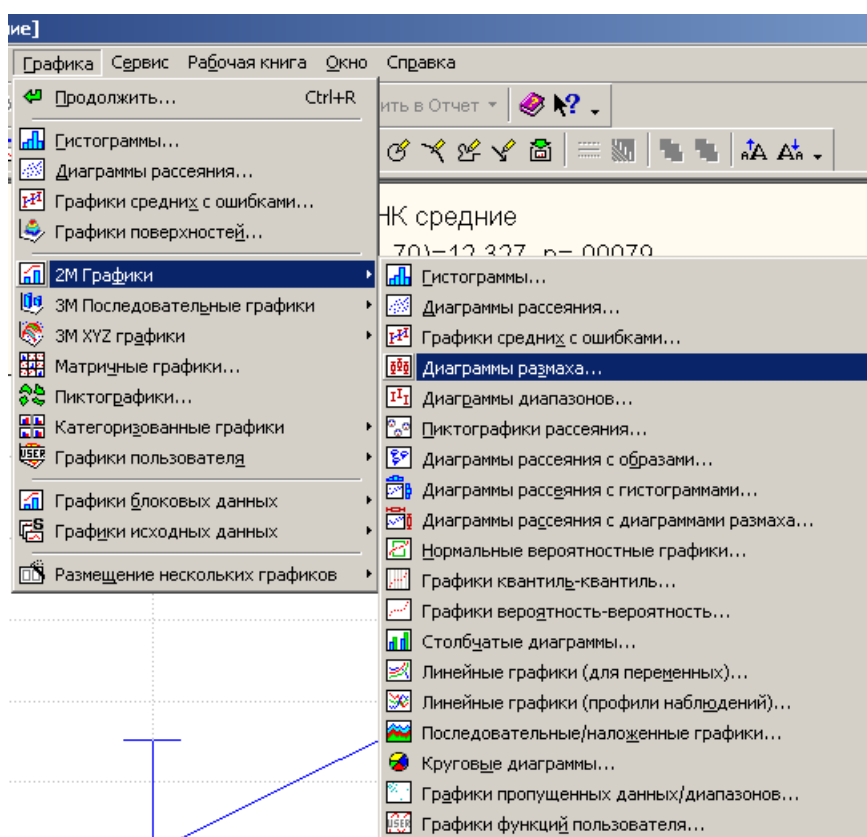 ие]
Графика Сервис Рабочая книга Окно Справка
Продолжить... Ctrl+R
ить в Отчет
Гистограммы...
Диаграммы рассеяния...
Графики средних с ошибками...
Графики поверхностей...
2М Графики
3М Последовательные графики
3М XYZ графики
Матричные графики...
Пиктографики...
Категоризованные графики
Графики пользователя
Графики блоковых данных
Графики исходных данных
Размещение нескольких графиков
НК средние
70)=12,327, p=,00079
Гистограммы...
Диаграммы рассеяния...
Графики средних с ошибками...
Диаграммы размаха...
Диаграммы диапазонов...
Пиктографики рассеяния...
Диаграммы рассеяния с образами...
Диаграммы рассеяния с гистограммами...
Диаграммы рассеяния с диаграммами размаха...
Нормальные вероятностные графики...
Графики квантиль-квантиль...
Графики вероятность-вероятность...
Столбчатые диаграммы...
Линейные графики (для переменных)...
Линейные графики (профили наблюдений)...
Последовательные/наложенные графики...
Круговые диаграммы...
Графики пропущенных данных/диапазонов...
Графики функций пользователя...